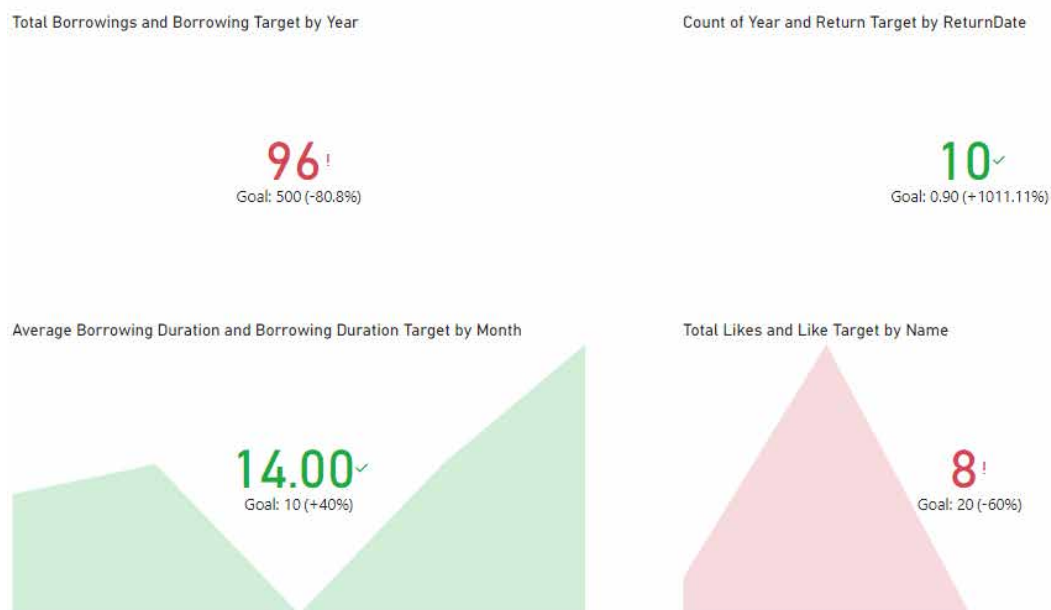 Total Borrowings and Borrowing Target by Year
96!
Goal: 500 (-80.8%)
Count of Year and Return Target by ReturnDate
10✓
Goal: 0.90 (+1011.11%)
Average Borrowing Duration and Borrowing Duration Target by Month
14.00✓
Goal: 10 (+40%)
Total Likes and Like Target by Name
8!
Goal: 20 (-60%)